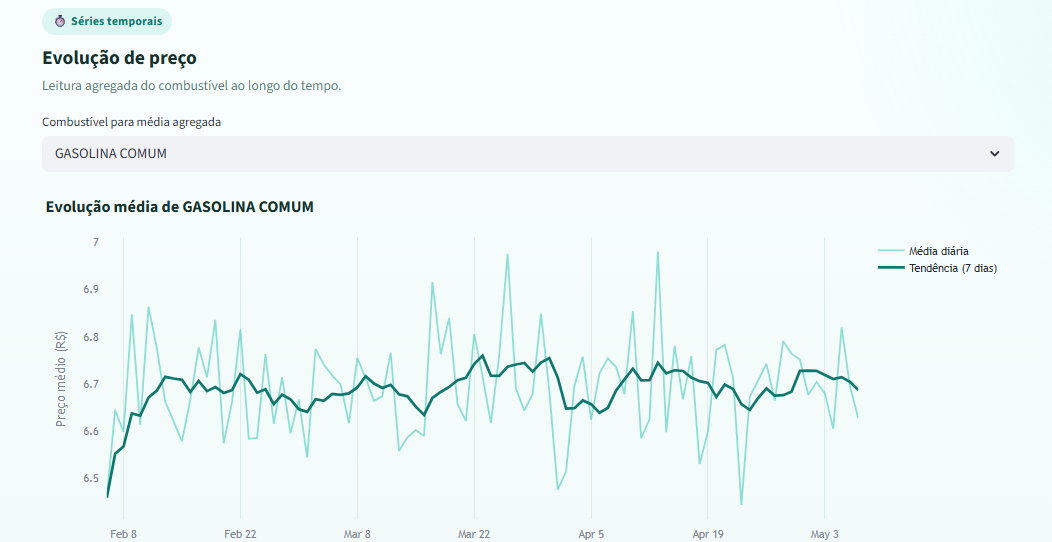 Séries temporais
Evolução de preço
Leitura agregada do combustível ao longo do tempo.
Combustível para média agregada
GASOLINA COMUM
Evolução média de GASOLINA COMUM
Média diária
Tendência (7 dias)
Preço médio (R$)
7
6.9
6.8
6.7
6.6
6.5
Feb 8
Feb 22
Mar 8
Mar 22
Apr 5
Apr 19
May 3